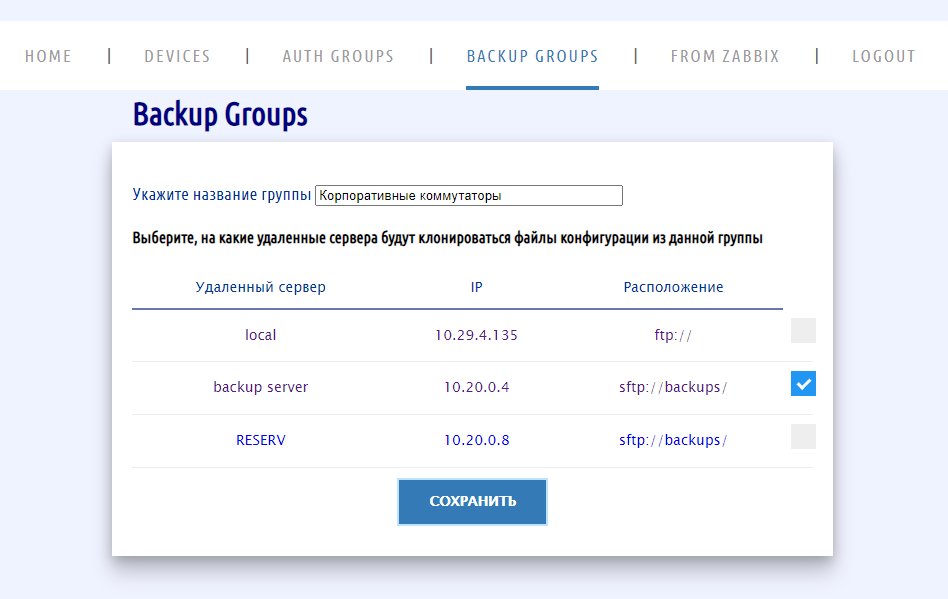 HOME | DEVICES | AUTH GROUPS | BACKUP GROUPS | FROM ZABBIX | LOGOUT
Backup Groups
Укажите название группы Корпоративные коммутаторы
Выберите, на какие удаленные сервера будут клонироваться файлы конфигурации из данной группы
Удаленный сервер IP Расположение
local 10.29.4.135 ftp://
backup server 10.20.0.4 sftp://backups/
RESERV 10.20.0.8 sftp://backups/
СОХРАНИТЬ